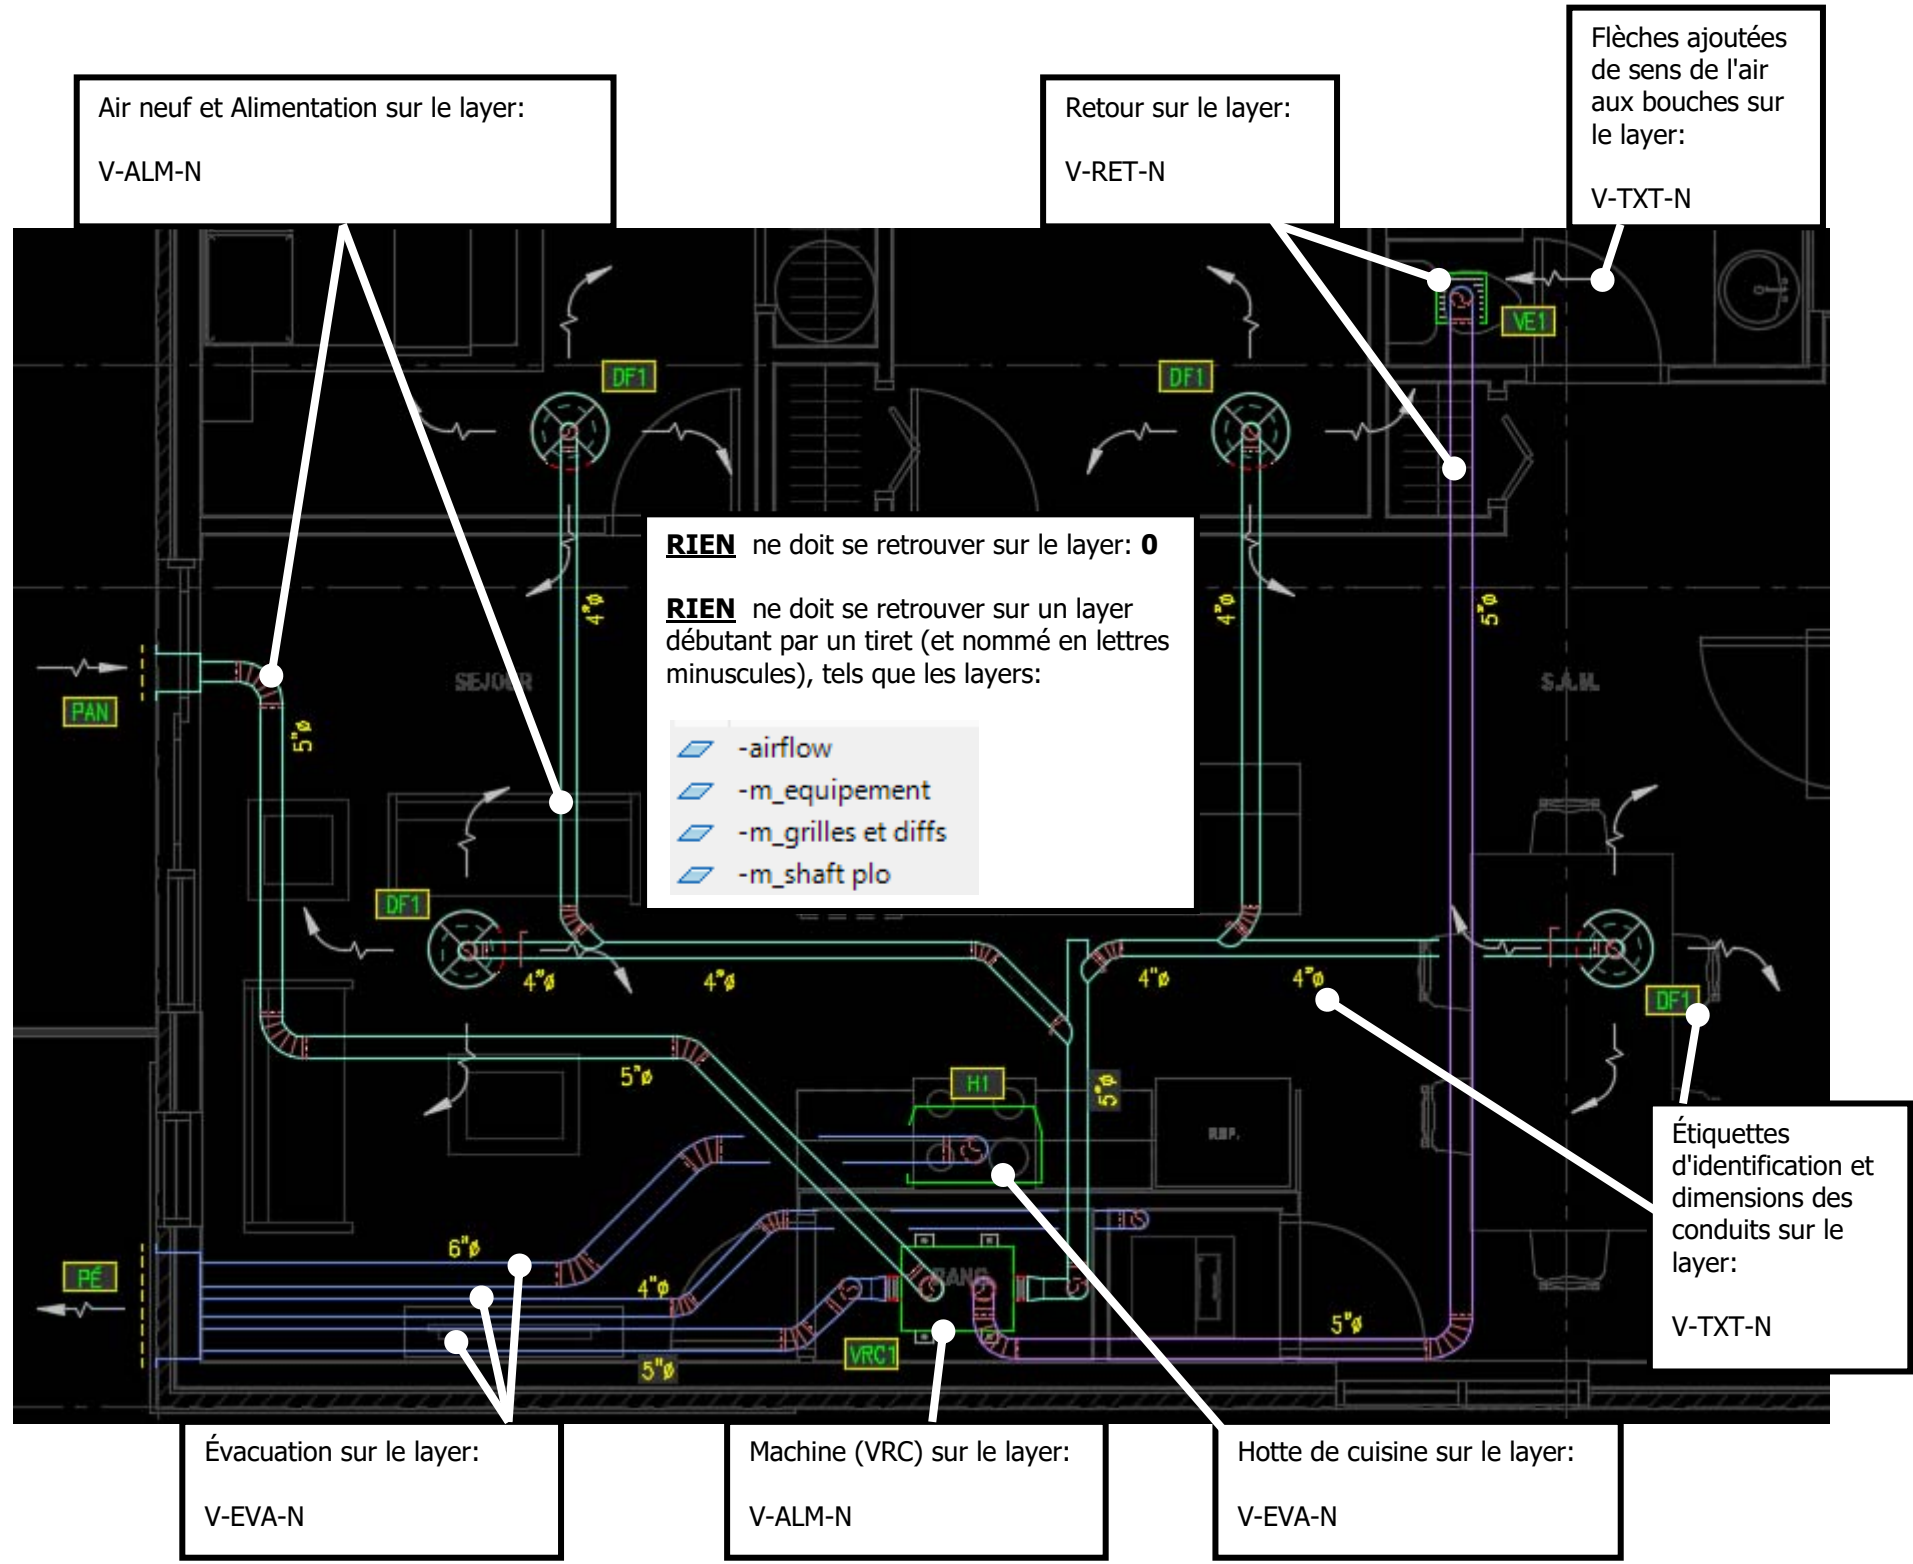 Flèches ajoutées
de sens de l'air
aux bouches sur
le layer:
V-TXT-N
Air neuf et Alimentation sur le layer:
V-ALM-N
Retour sur le layer:
V-RET-N
VE1
DF1
DF1
RIEN ne doit se retrouver sur le layer: 0
RIEN ne doit se retrouver sur un layer
débutant par un tiret (et nommé en lettres
minuscules), tels que les layers:
-airflow
-m_equipement
-m_grilles et diffs
-m_shaft plo
4"ø
4"ø
5"ø
SEJOUR
S.A.M.
PAN
5"ø
DF1
4"ø
4"ø
4"ø
4"ø
DF1
5"ø
H1
5"ø
REF.
Étiquettes
d'identification et
dimensions des
conduits sur le
layer:
V-TXT-N
6"ø
PÉ
4"ø
RANG
5"ø
VRC1
5"ø
Évacuation sur le layer:
V-EVA-N
Machine (VRC) sur le layer:
V-ALM-N
Hotte de cuisine sur le layer:
V-EVA-N